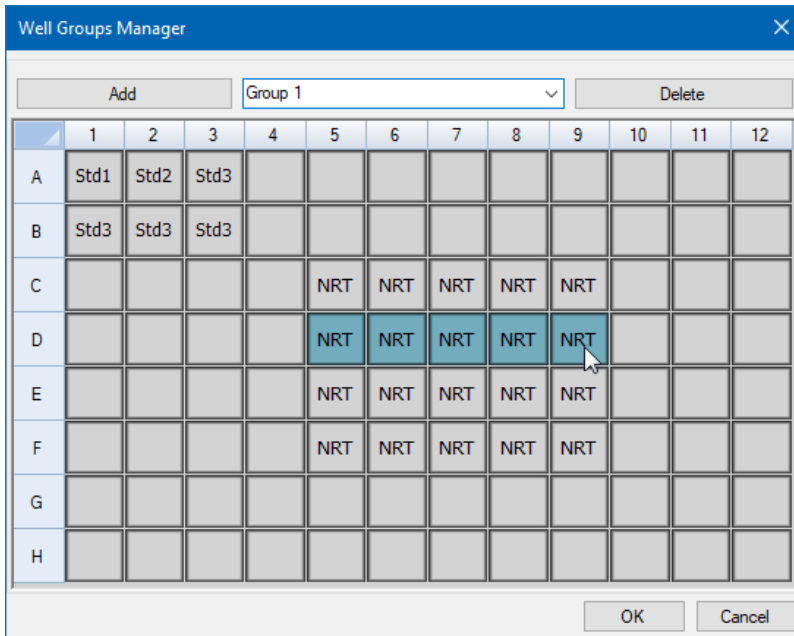 Well Groups Manager
Add Group 1 Delete
1 2 3 4 5 6 7 8 9 10 11 12
A Std1 Std2 Std3
B Std3 Std3 Std3
C NRT NRT NRT NRT NRT
D NRT NRT NRT NRT NRT
E NRT NRT NRT NRT NRT
F NRT NRT NRT NRT NRT
G
H
OK Cancel